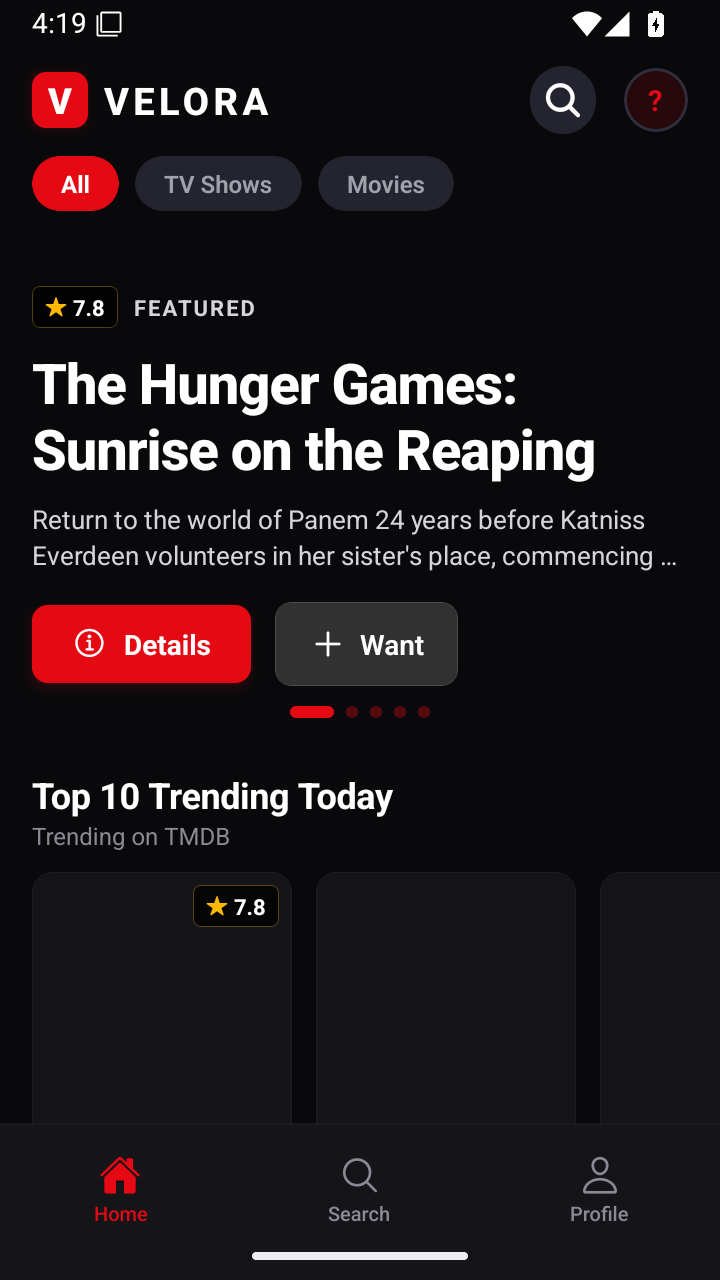 4:19
V VELORA
?
All TV Shows Movies
7.8 FEATURED
The Hunger Games:
Sunrise on the Reaping
Return to the world of Panem 24 years before Katniss
Everdeen volunteers in her sister's place, commencing …
Details Want
Top 10 Trending Today
Trending on TMDB
7.8
Home Search Profile